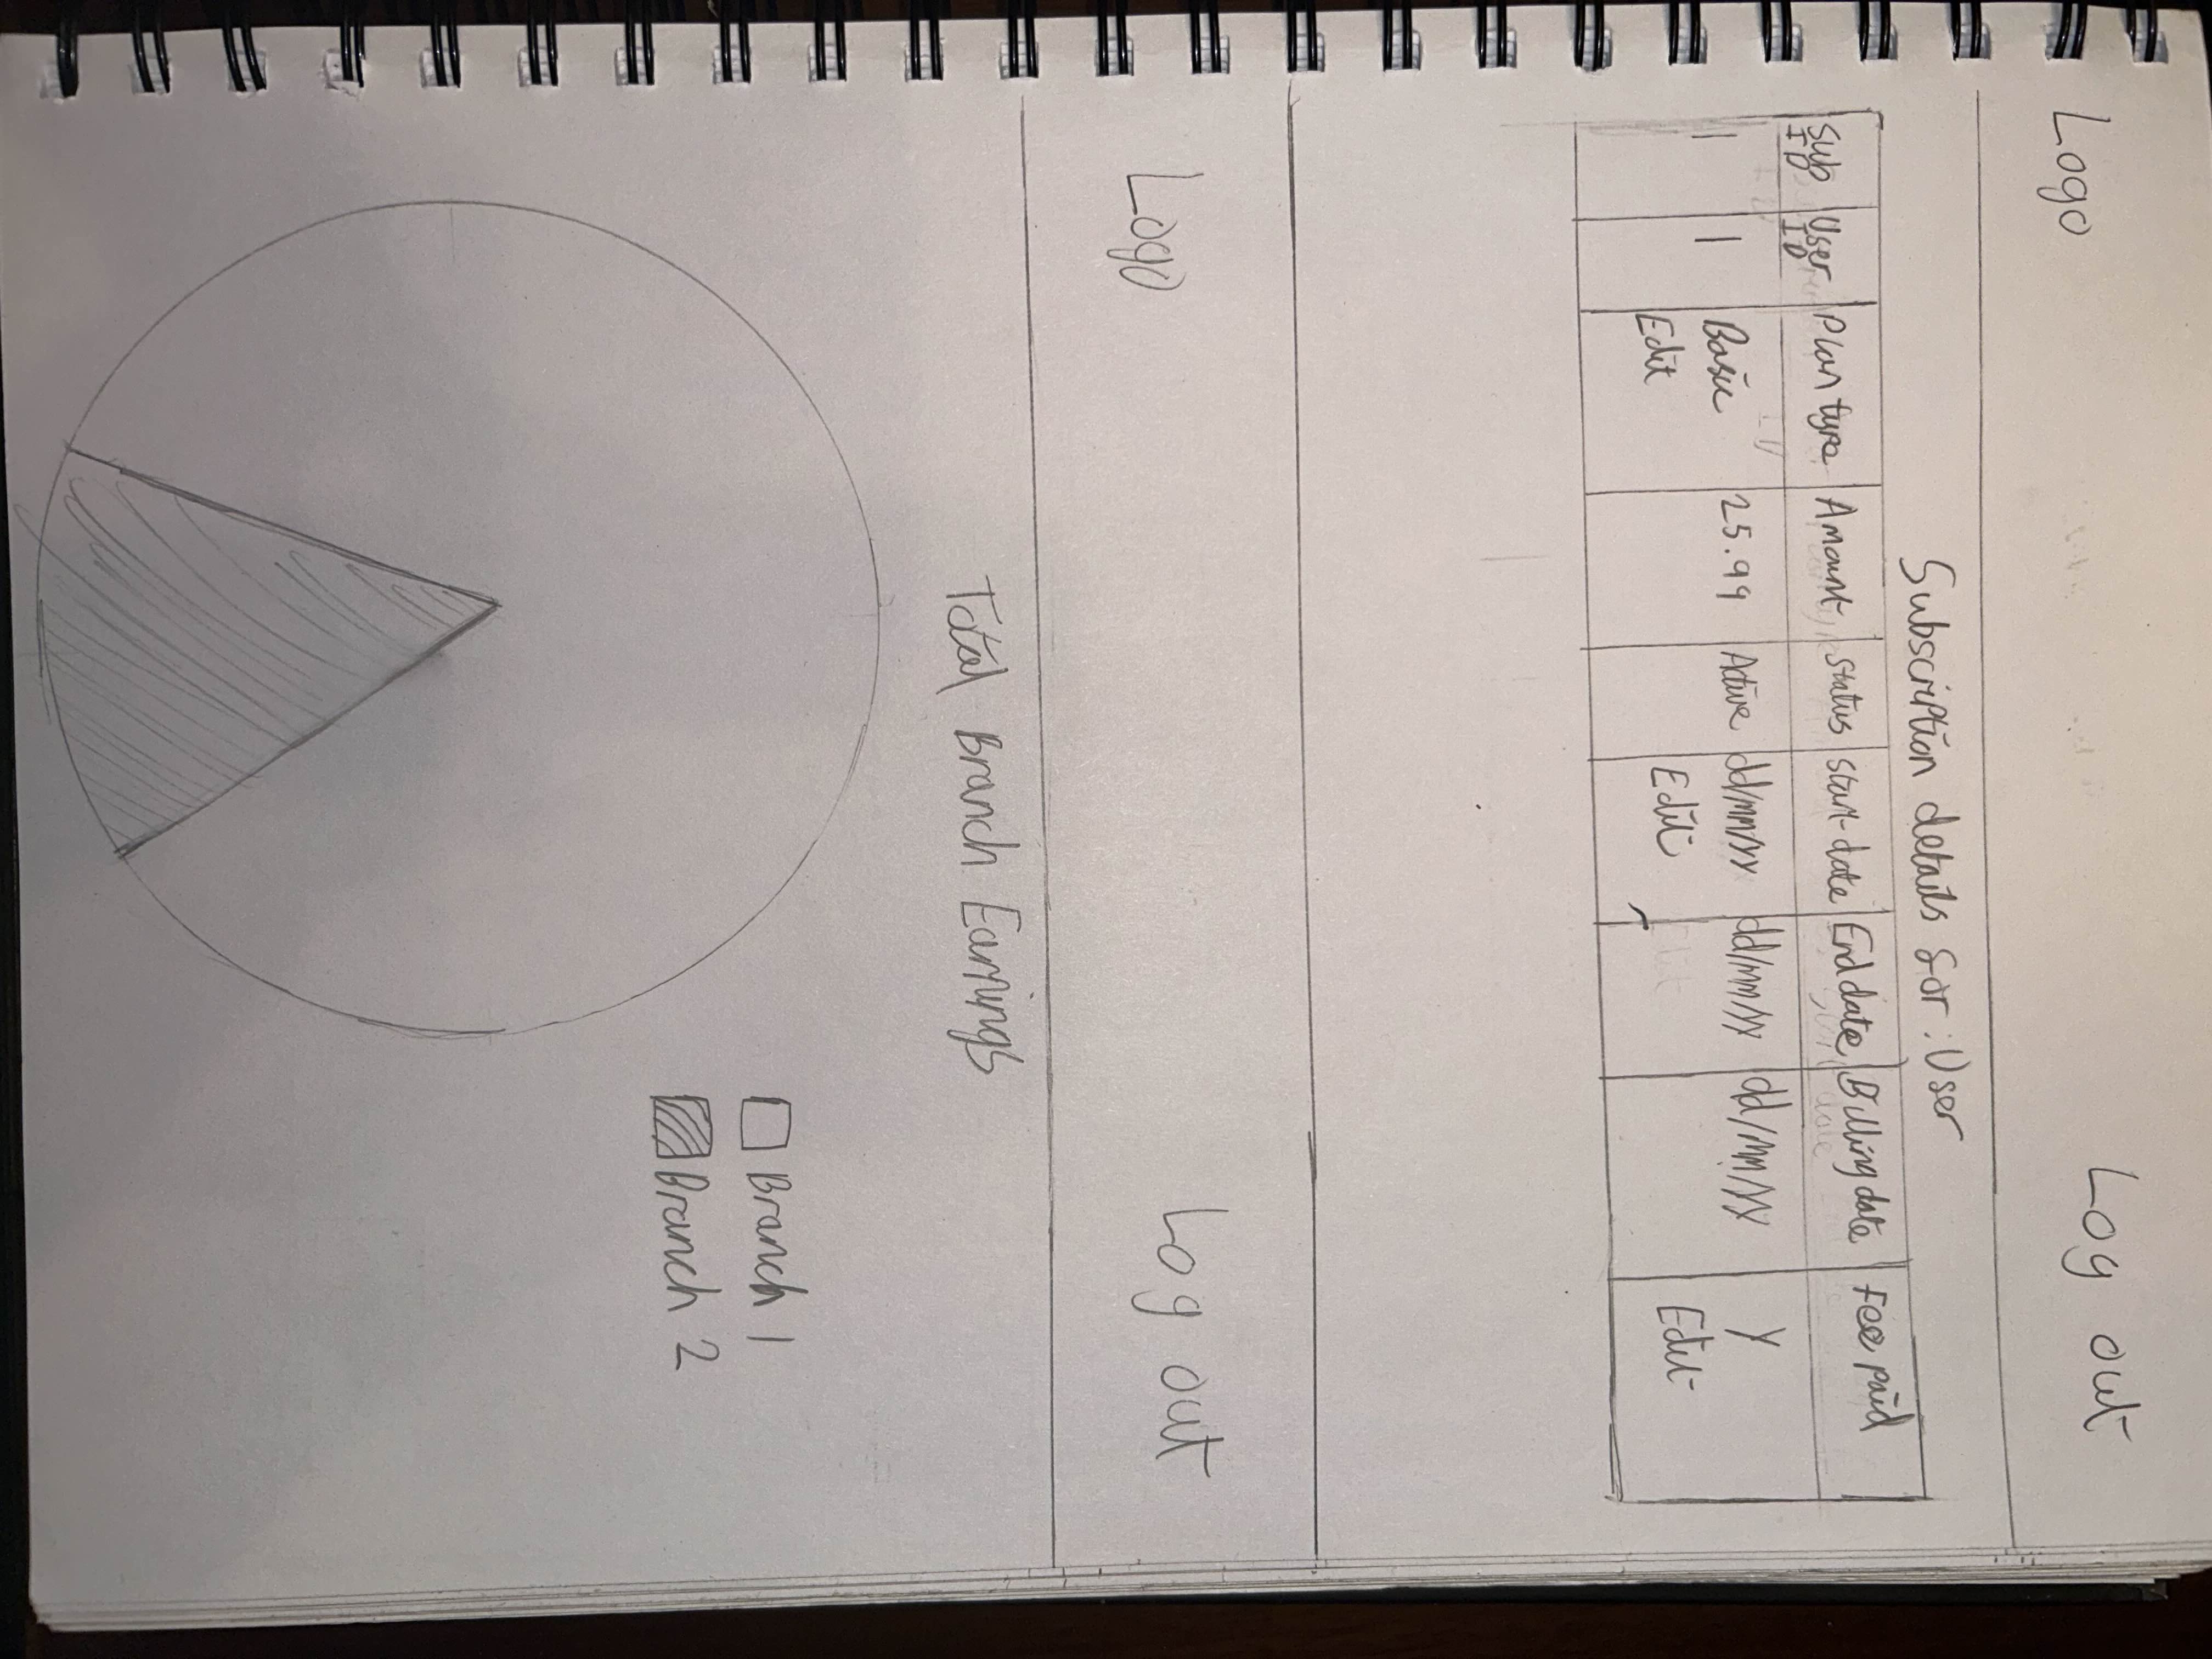 Logo Log out
Subscription details for : User
Sub ID User ID Plan type Amount Status Start date End date Billing date Fee paid
1 1 Basic 25.99 Active dd/mm/yy dd/mm/yy dd/mm/yy Y
Edit Edit Edit
Logo Log out
Total Branch Earnings
Branch 1
Branch 2